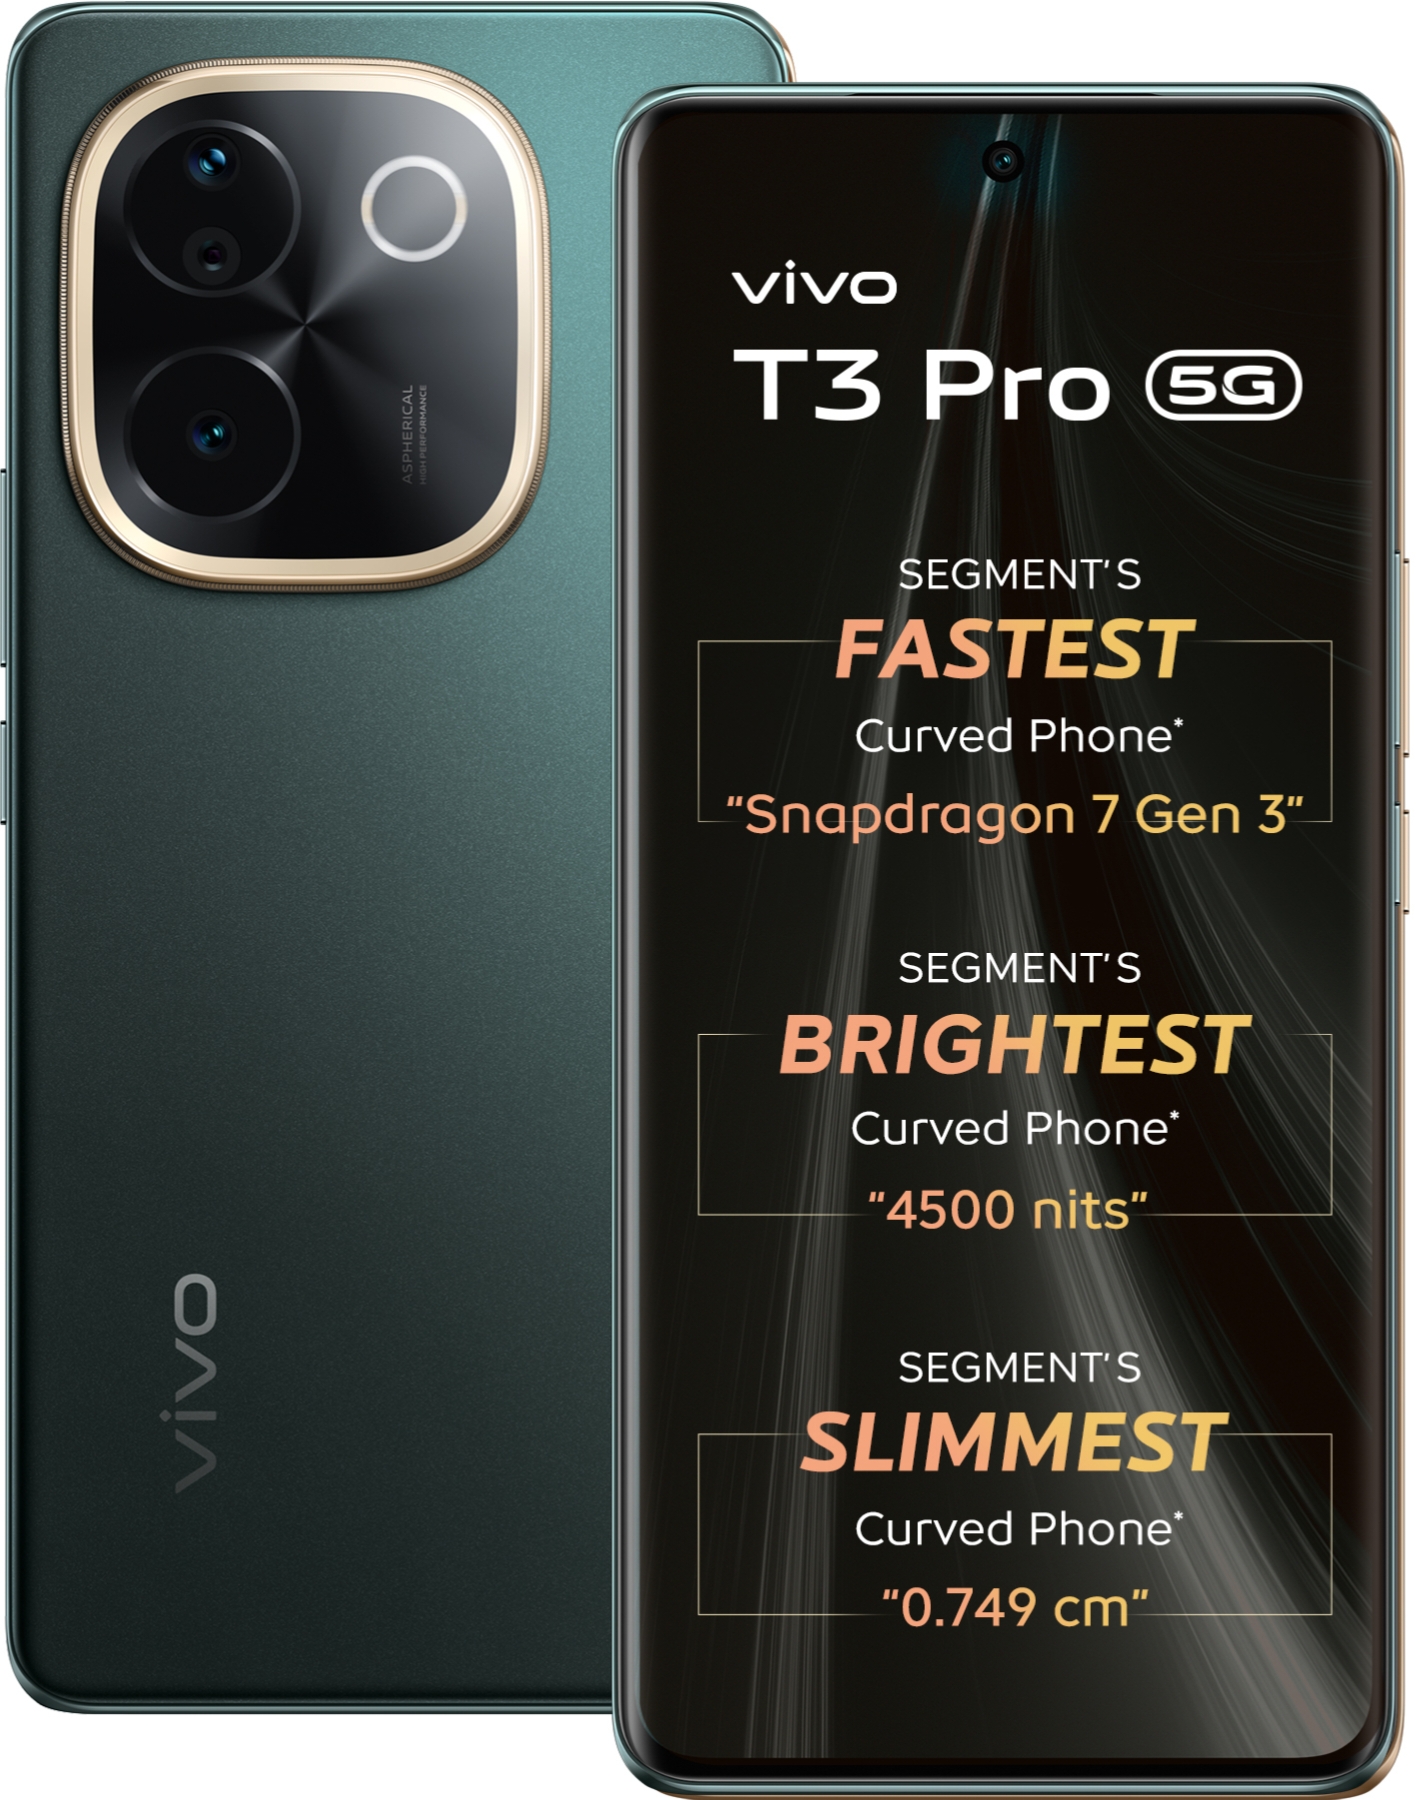 ASPHERICAL
HIGH PERFORMANCE
vivo
vivo
T3 Pro 5G
SEGMENT'S
FASTEST
Curved Phone*
"Snapdragon 7 Gen 3"
SEGMENT'S
BRIGHTEST
Curved Phone*
"4500 nits"
SEGMENT'S
SLIMMEST
Curved Phone*
"0.749 cm"